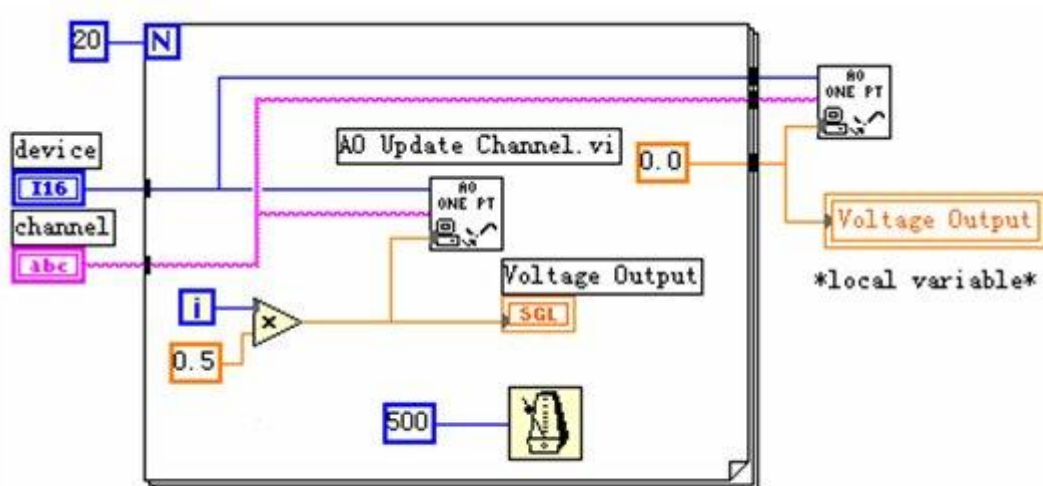 20
N
AO
ONE PT
device
AO Update Channel.vi
0.0
I16
AO
ONE PT
channel
Voltage Output
abc
Voltage Output
*local variable*
i
x
SGL
0.5
500